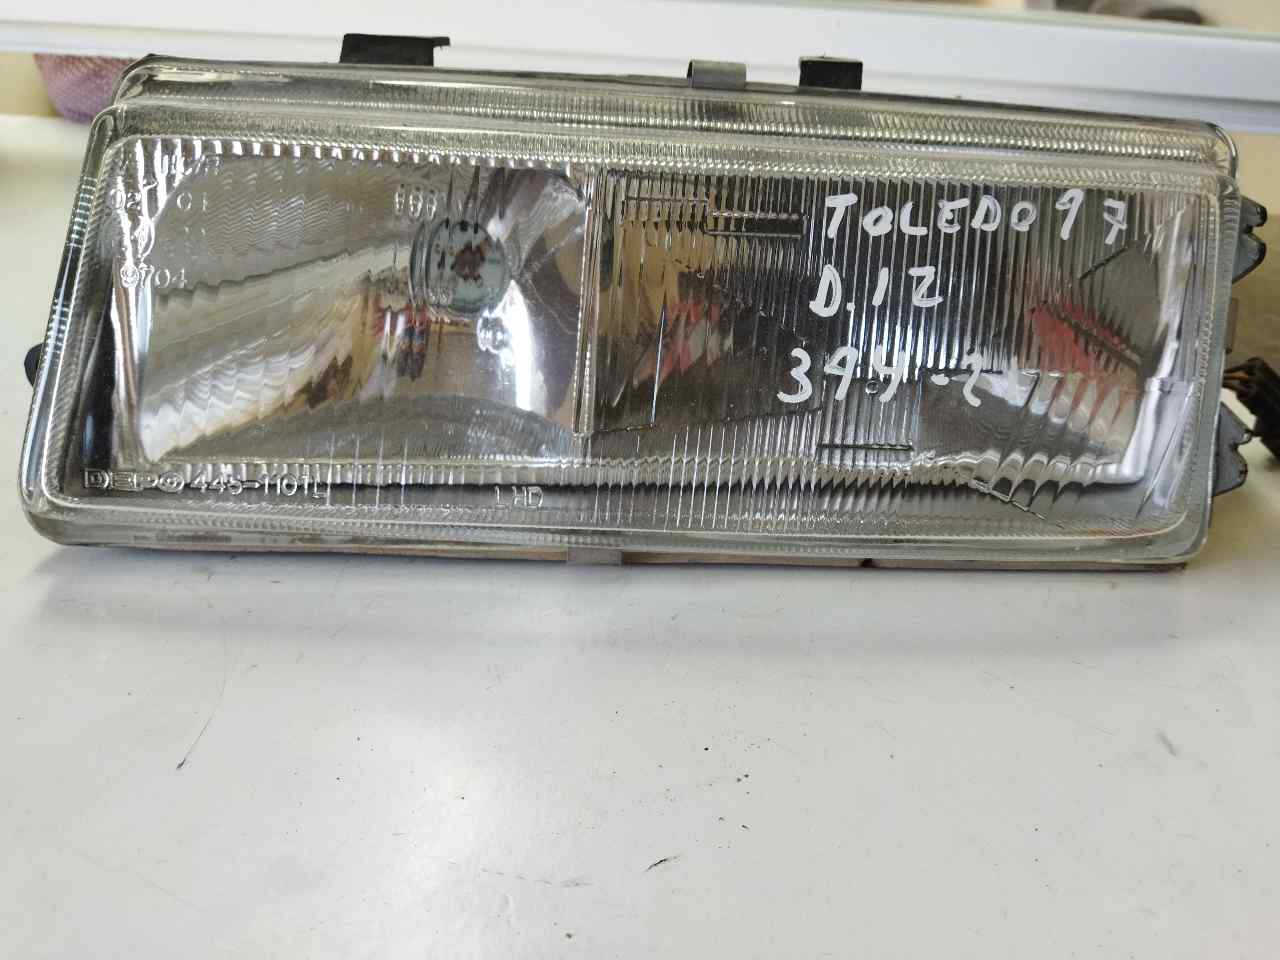 TOLEDO 97
D.IZ
394-2
9704
DEPO 445-1101L
LHD